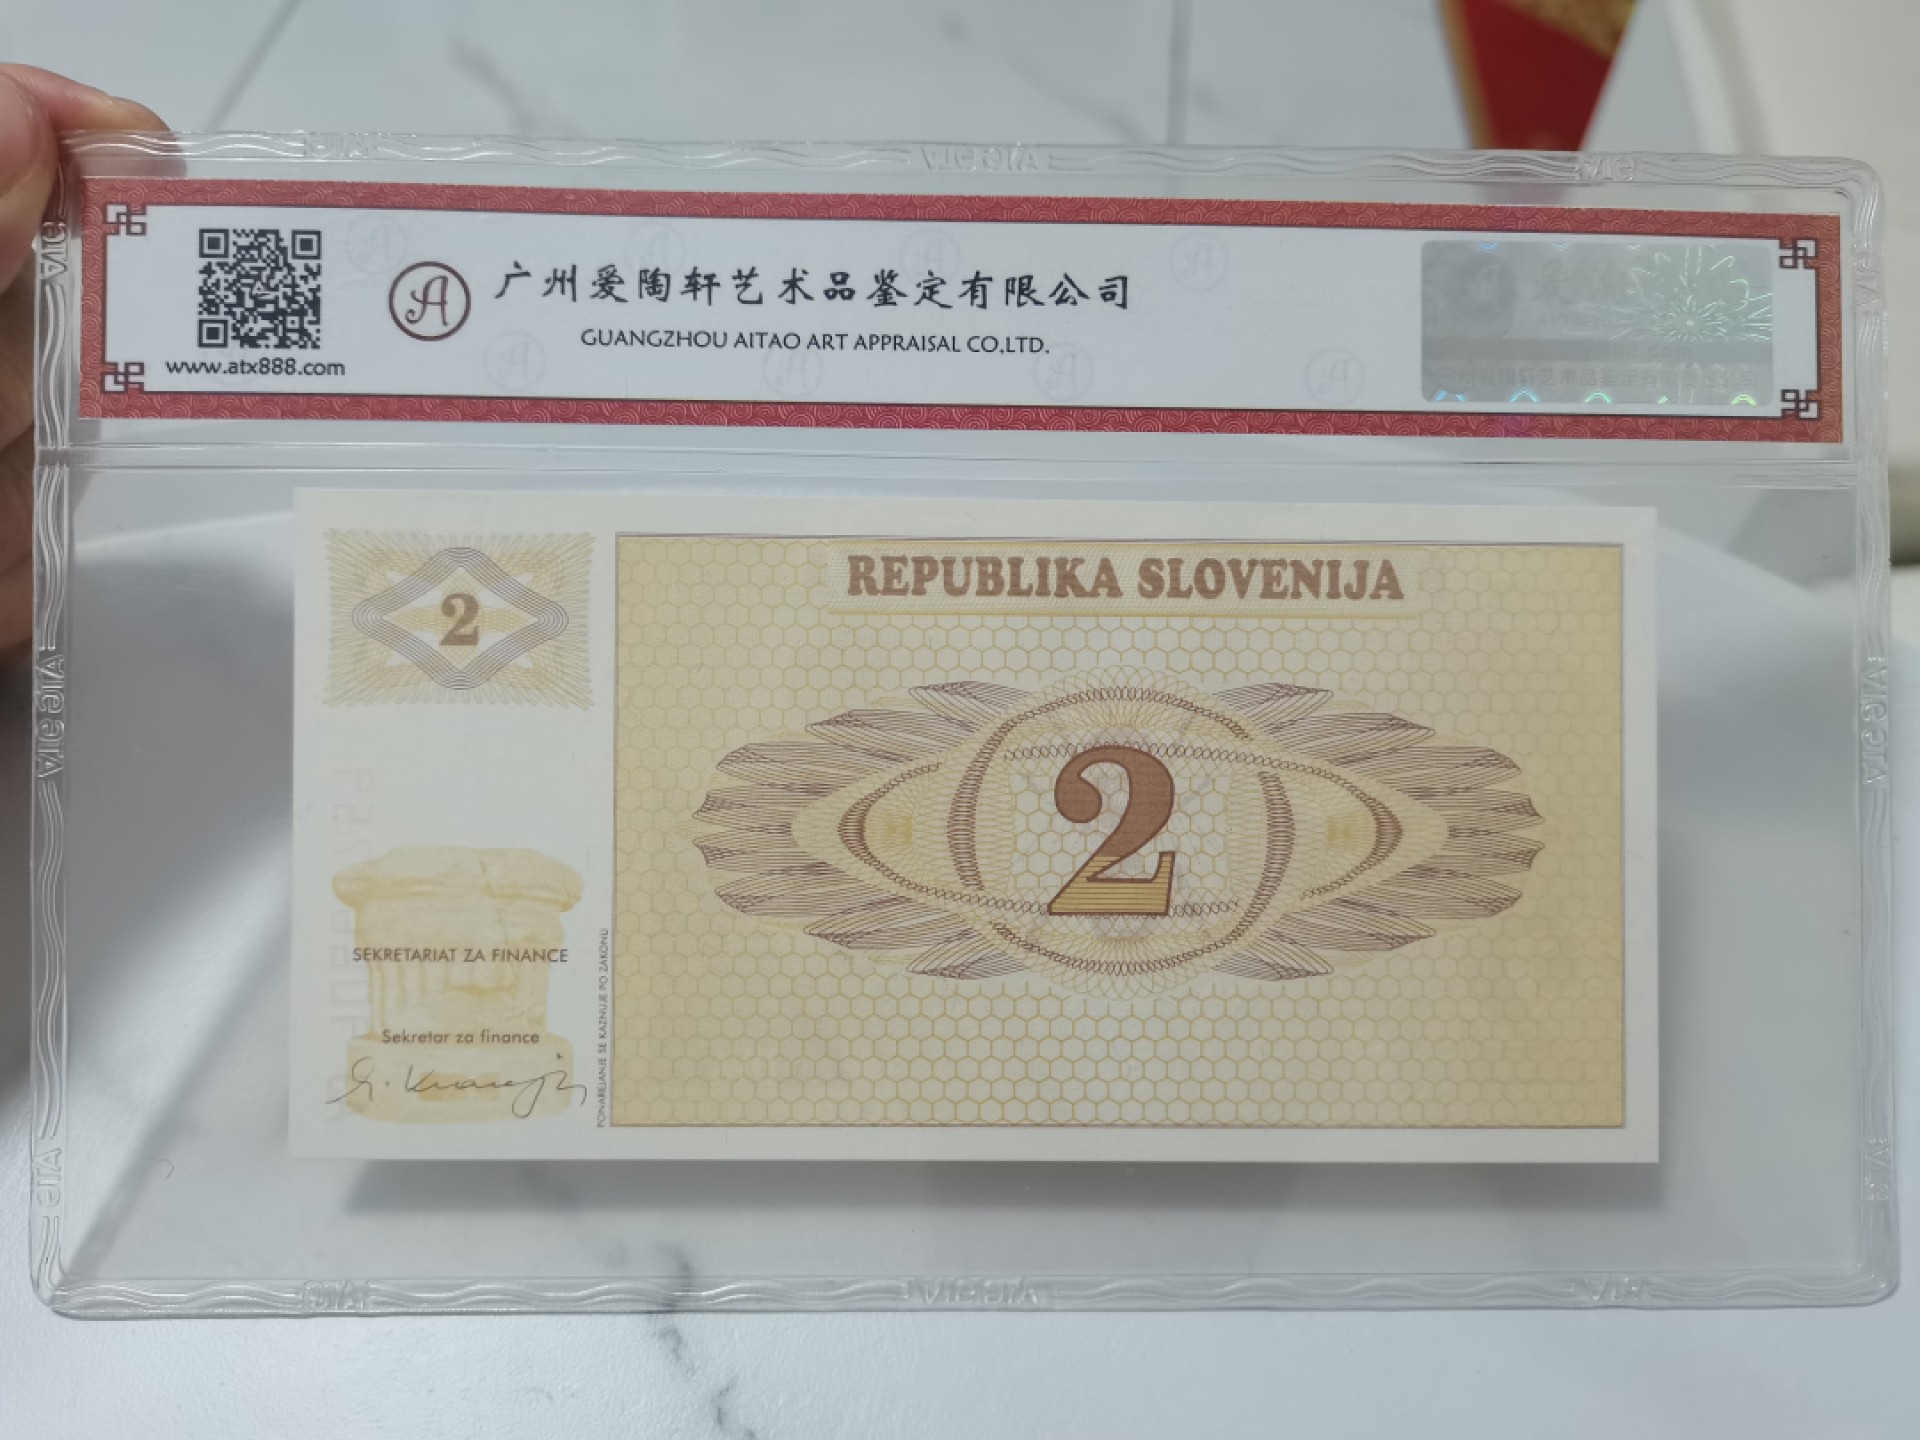 广州爱陶轩艺术品鉴定有限公司
GUANGZHOU AITAO ART APPRAISAL CO,LTD.
www.atx888.com
REPUBLIKA SLOVENIJA
2
2
SEKRETARIAT ZA FINANCE
Sekretar za finance
PONAREJANJE SE KAZNUJE PO ZAKONU